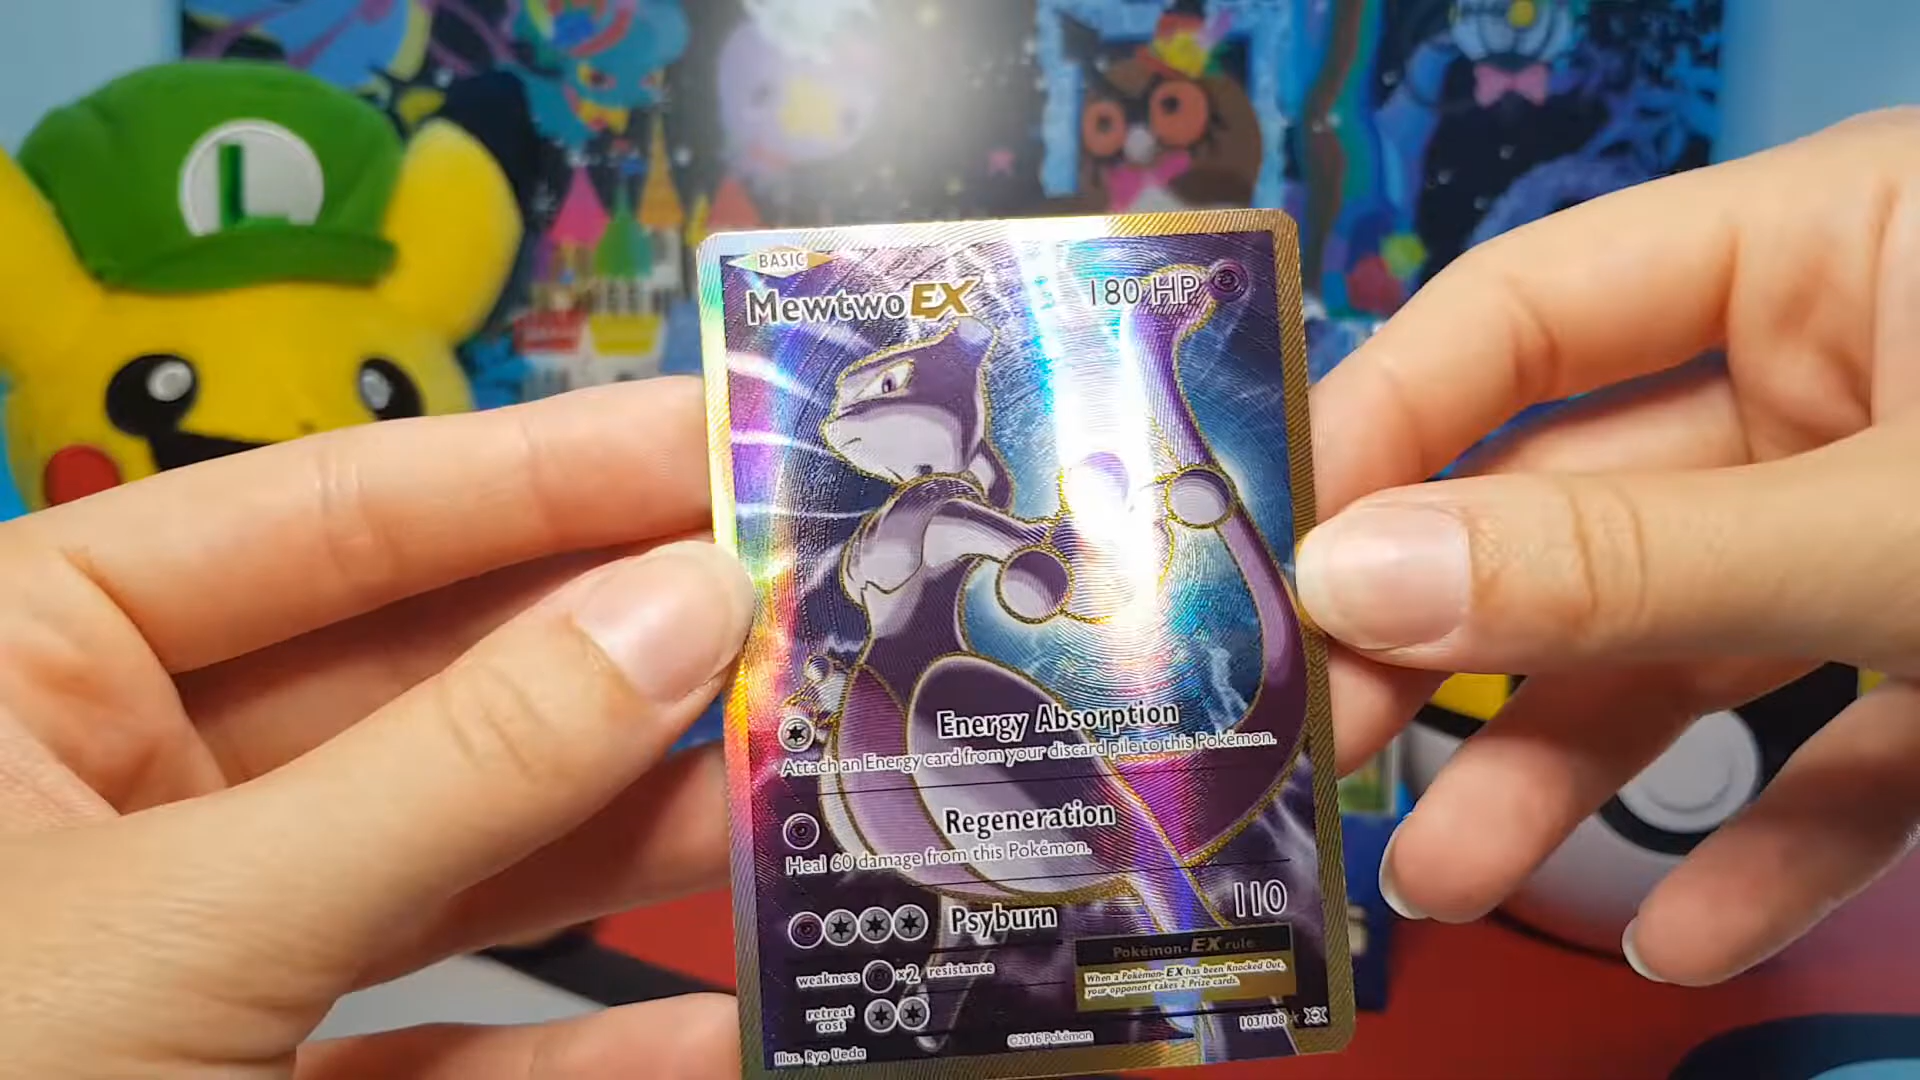 L
BASIC
Mewtwo EX 180 HP
Energy Absorption
Attach an Energy card from your discard pile to this Pokémon.
Regeneration
Heal 60 damage from this Pokémon.
Psyburn 110
Pokémon-EX rule
When a Pokémon-EX has been Knocked Out,
your opponent takes 2 Prize cards.
weakness ×2 resistance
retreat
cost
103/108
©2016 Pokémon
Illus. Ryo Ueda